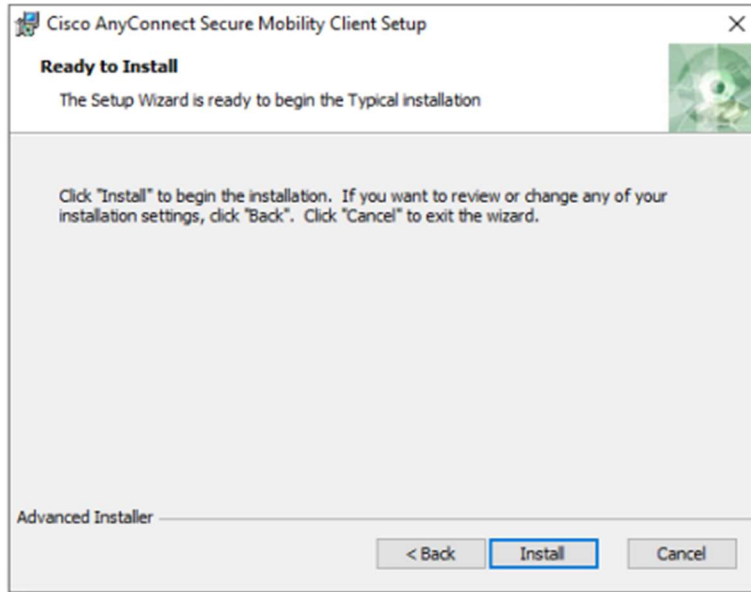 Cisco AnyConnect Secure Mobility Client Setup
Ready to Install
The Setup Wizard is ready to begin the Typical installation
Click "Install" to begin the installation.  If you want to review or change any of your
installation settings, click "Back".  Click "Cancel" to exit the wizard.
Advanced Installer
< Back Install Cancel